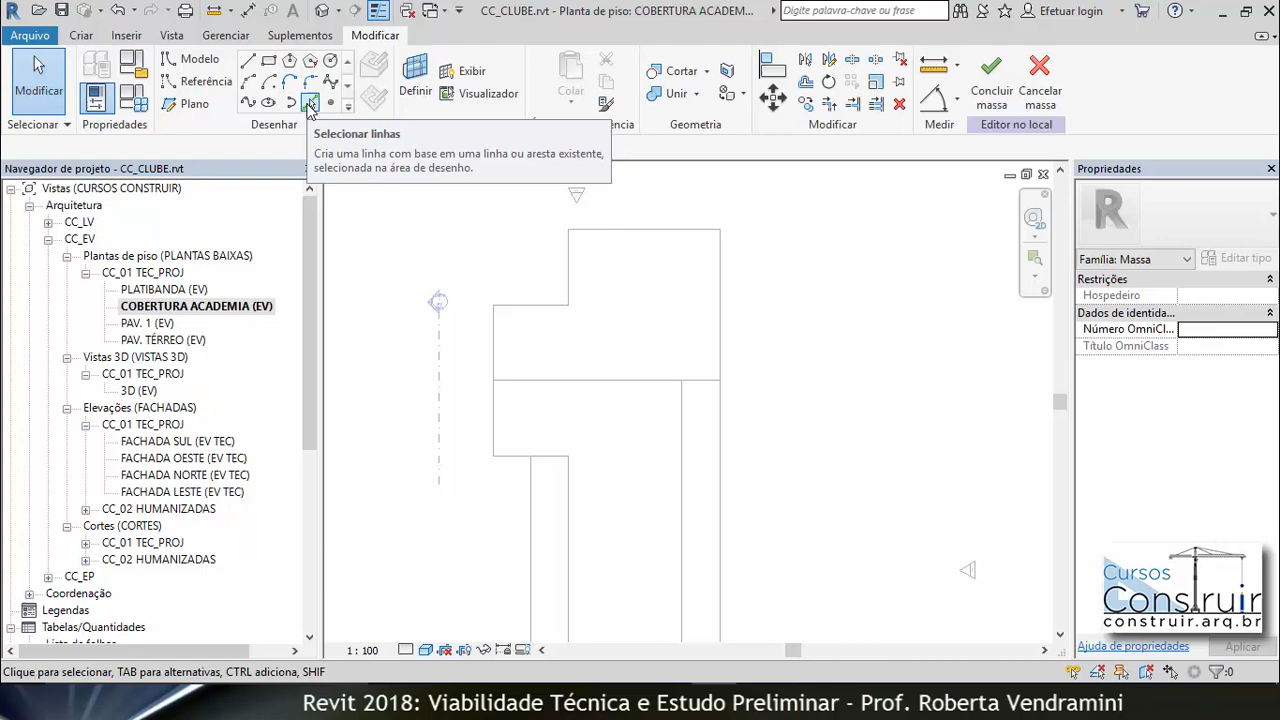 CC_CLUBE.rvt - Planta de piso: COBERTURA ACADEM...
Digite palavra-chave ou frase
Efetuar login
Arquivo
Criar
Inserir
Vista
Gerenciar
Suplementos
Modificar
Modificar
Selecionar
Propriedades
Modelo
Referência
Plano
Desenhar
Definir
Exibir
Visualizador
Colar
Cortar
Unir
Geometria
Modificar
Medir
Concluir massa
Cancelar massa
Editor no local
Selecionar linhas
Cria uma linha com base em uma linha ou aresta existente,
selecionada na área de desenho.
Navegador de projeto - CC_CLUBE.rvt
Vistas (CURSOS CONSTRUIR)
Arquitetura
CC_LV
CC_EV
Plantas de piso (PLANTAS BAIXAS)
CC_01 TEC_PROJ
PLATIBANDA (EV)
COBERTURA ACADEMIA (EV)
PAV. 1 (EV)
PAV. TÉRREO (EV)
Vistas 3D (VISTAS 3D)
CC_01 TEC_PROJ
3D (EV)
Elevações (FACHADAS)
CC_01 TEC_PROJ
FACHADA SUL (EV TEC)
FACHADA OESTE (EV TEC)
FACHADA NORTE (EV TEC)
FACHADA LESTE (EV TEC)
CC_02 HUMANIZADAS
Cortes (CORTES)
CC_01 TEC_PROJ
CC_02 HUMANIZADAS
CC_EP
Coordenação
Legendas
Tabelas/Quantidades
1 : 100
Propriedades
Família: Massa
Editar tipo
Restrições
Hospedeiro
Dados de identida...
Número OmniCl...
Título OmniClass
Ajuda de propriedades
Aplicar
Cursos
Construir
construir.arq.br
Clique para selecionar, TAB para alternativas, CTRL adiciona, SHIF
:0
Revit 2018: Viabilidade Técnica e Estudo Preliminar - Prof. Roberta Vendramini